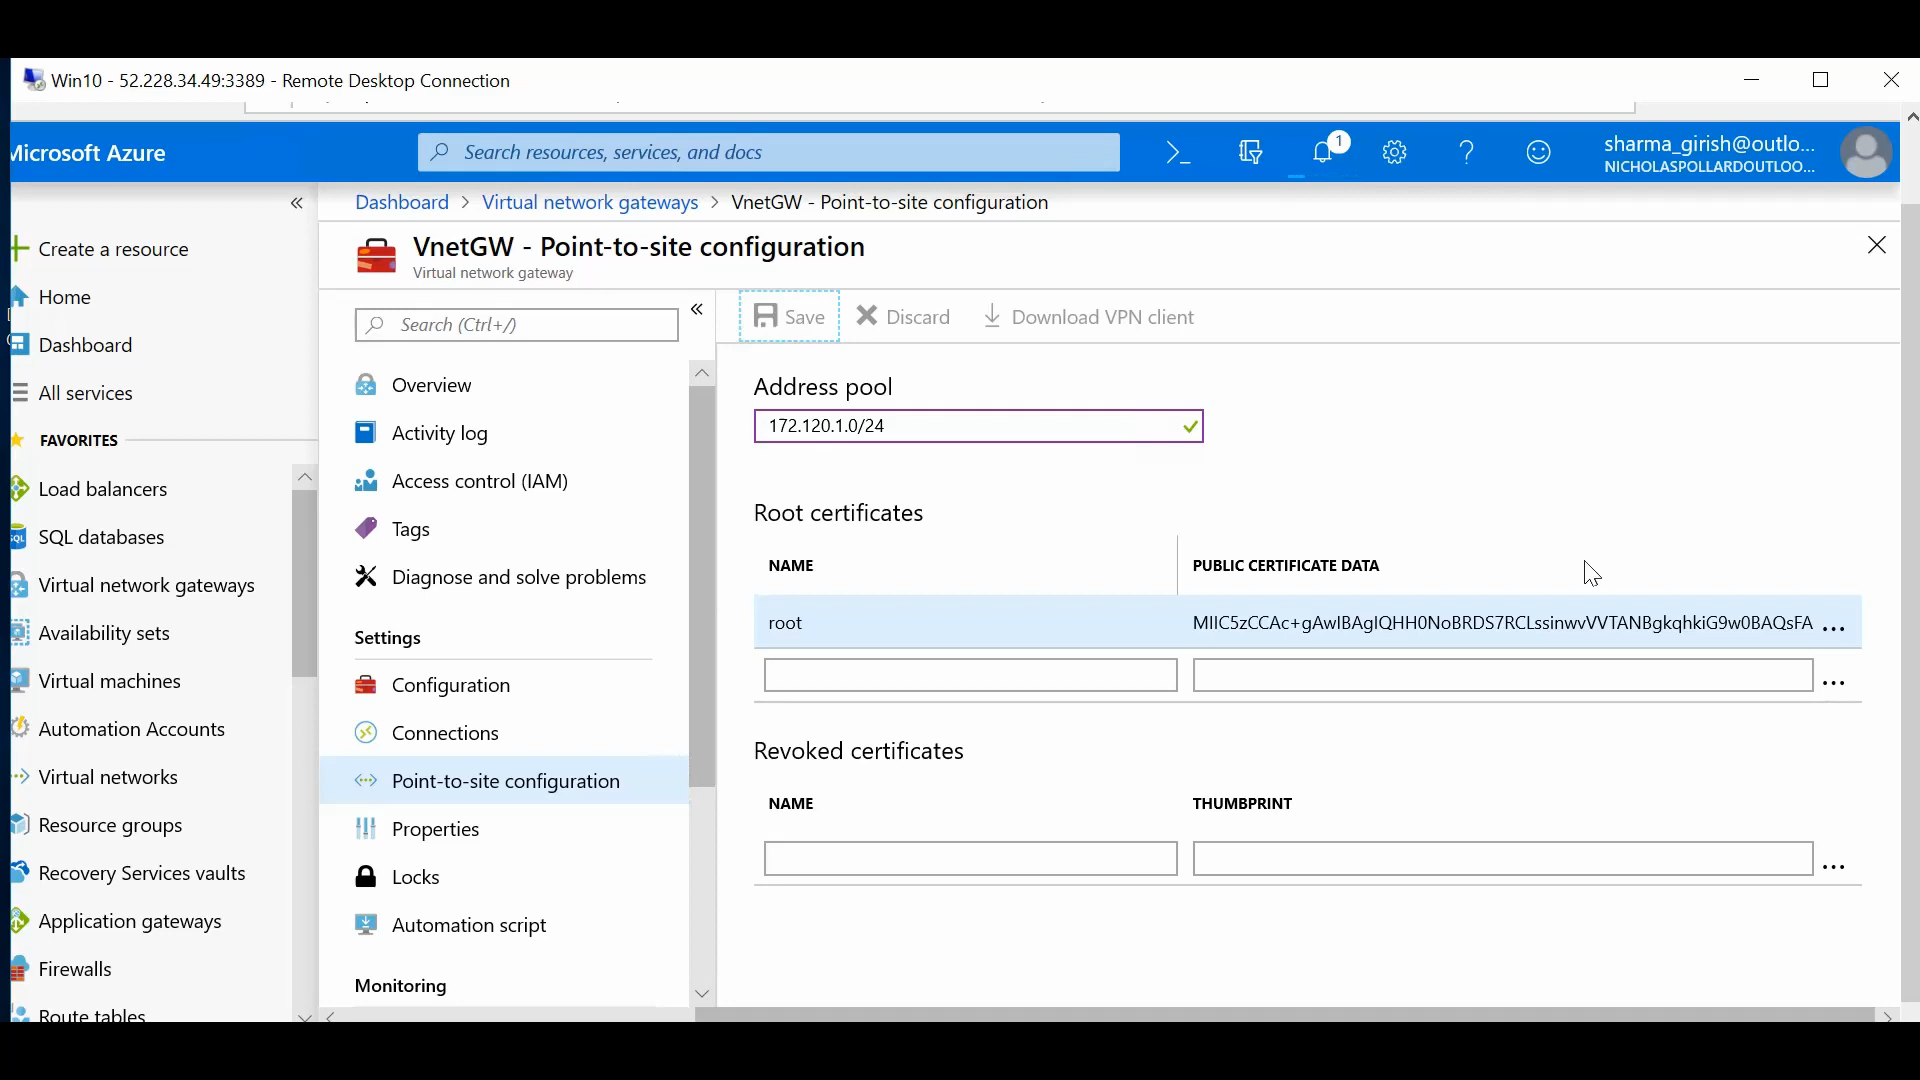 Win10 - 52.228.34.49:3389 - Remote Desktop Connection
Microsoft Azure
Search resources, services, and docs
1
sharma_girish@outlo...
NICHOLASPOLLARDOUTLOO...
Dashboard > Virtual network gateways > VnetGW - Point-to-site configuration
VnetGW - Point-to-site configuration
Virtual network gateway
Create a resource
Home
Dashboard
All services
FAVORITES
Load balancers
SQL databases
Virtual network gateways
Availability sets
Virtual machines
Automation Accounts
Virtual networks
Resource groups
Recovery Services vaults
Application gateways
Firewalls
Route tables
Search (Ctrl+/)
Overview
Activity log
Access control (IAM)
Tags
Diagnose and solve problems
Settings
Configuration
Connections
Point-to-site configuration
Properties
Locks
Automation script
Monitoring
Save
Discard
Download VPN client
Address pool
172.120.1.0/24
Root certificates
NAME
PUBLIC CERTIFICATE DATA
root
MIIC5zCCAc+gAwIBAgIQHH0NoBRDS7RCLssinwvVVTANBgkqhkiG9w0BAQsFA
Revoked certificates
NAME
THUMBPRINT